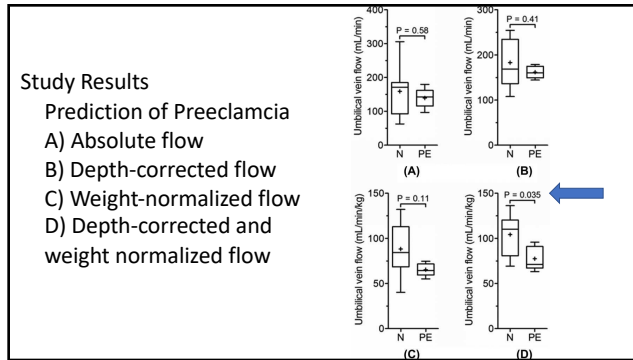 Study Results
Prediction of Preeclamcia
A) Absolute flow
B) Depth-corrected flow
C) Weight-normalized flow
D) Depth-corrected and
weight normalized flow
Umbilical vein flow (mL/min)
400
300
200
100
0
P = 0.58
N PE
(A)
Umbilical vein flow (mL/min)
300
200
100
0
P = 0.41
N PE
(B)
Umbilical vein flow (mL/min/kg)
150
100
50
0
P = 0.11
N PE
(C)
Umbilical vein flow (mL/min/kg)
150
100
50
0
P = 0.035
N PE
(D)